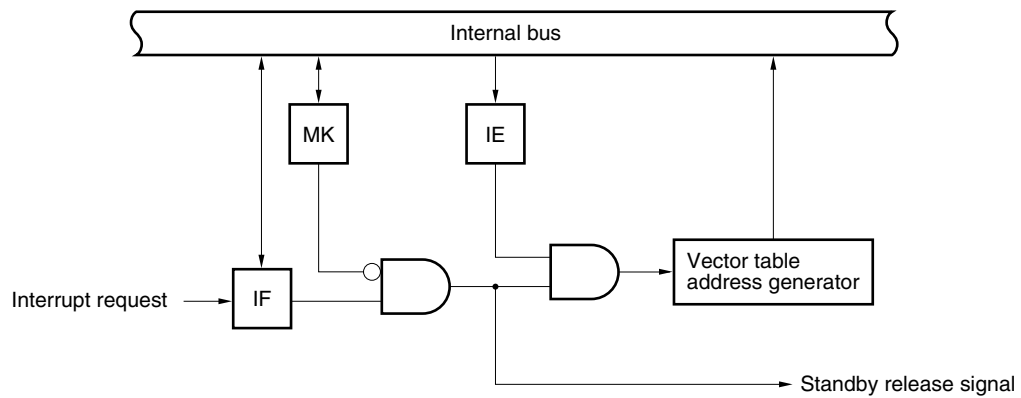 Internal bus
MK
IE
Vector table
address generator
Interrupt request
IF
Standby release signal